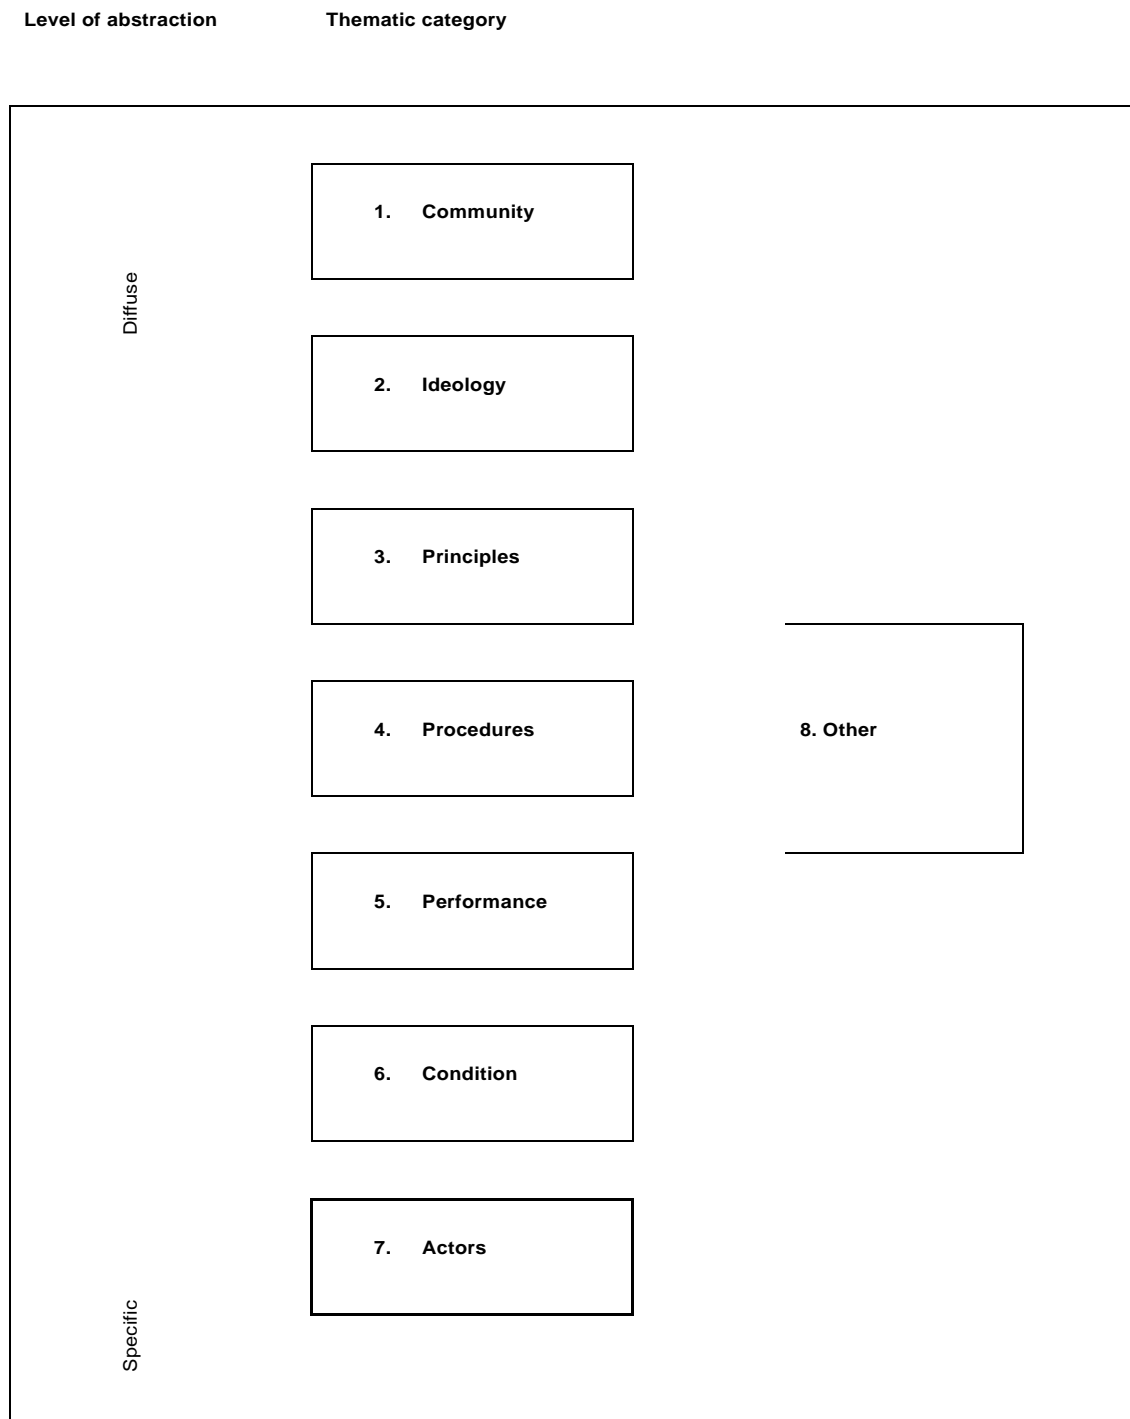 Level of abstraction Thematic category
1. Community
Diffuse
2. Ideology
3. Principles
4. Procedures
8. Other
5. Performance
6. Condition
7. Actors
Specific